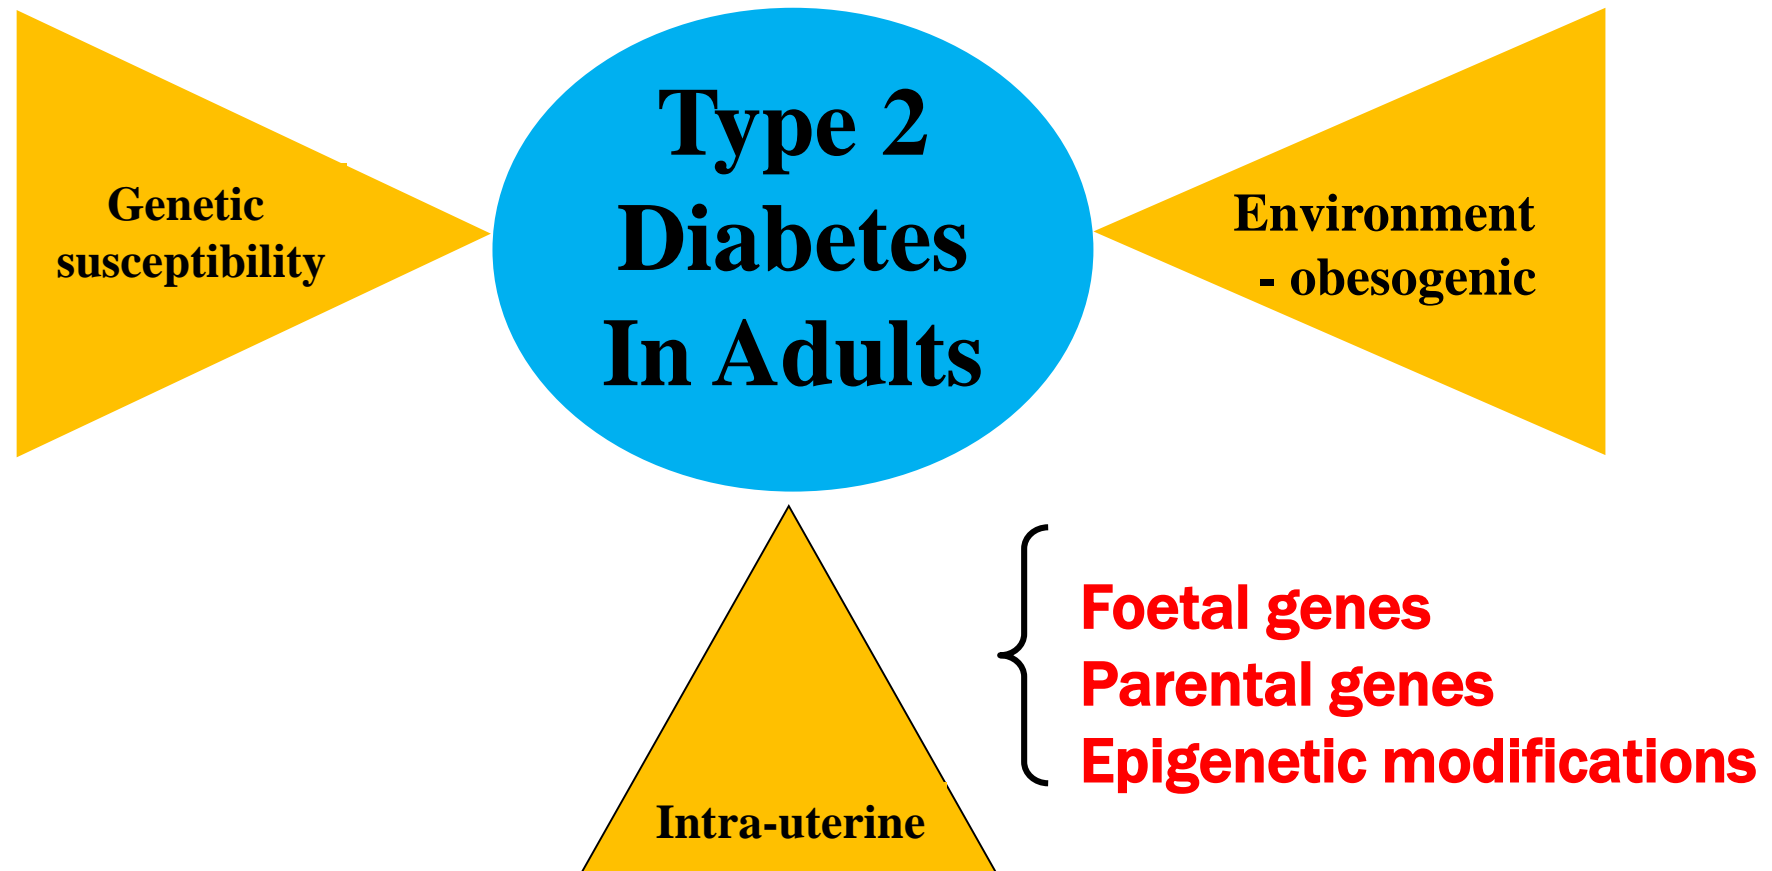 Type 2
Diabetes
In Adults
Genetic
susceptibility
Environment
- obesogenic
Foetal genes
Parental genes
Epigenetic modifications
Intra-uterine